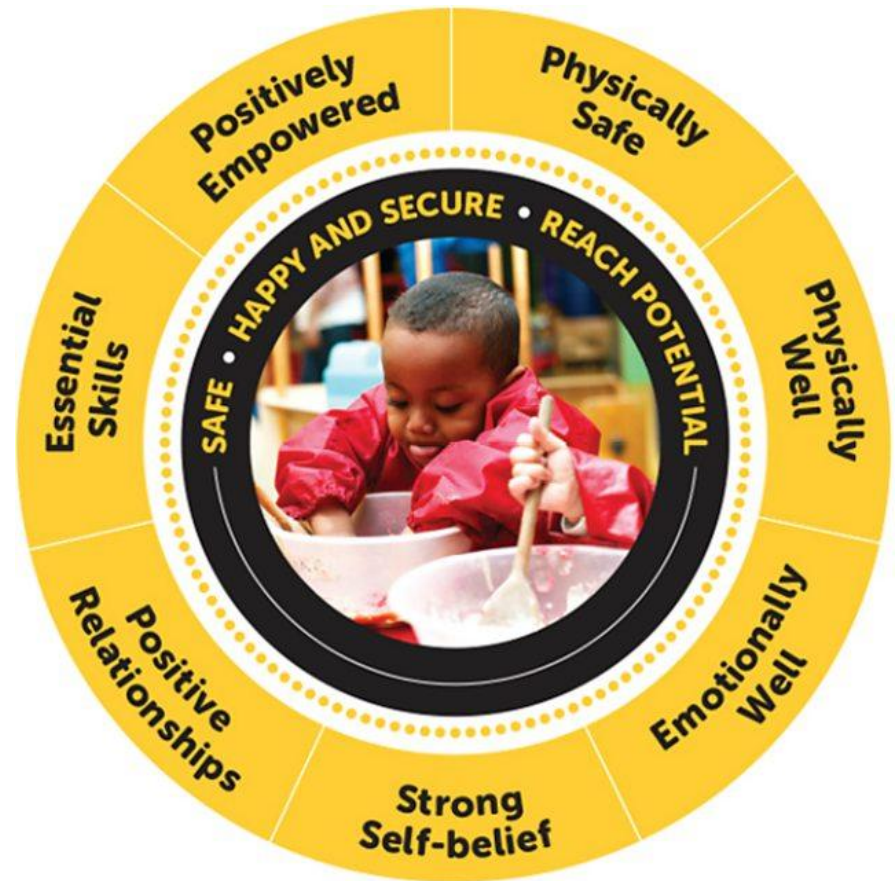 Physically
Safe
Physically
Well
Emotionally
Well
Strong
Self-belief
Positive
Relationships
Essential
Skills
Positively
Empowered
SAFE • HAPPY AND SECURE • REACH POTENTIAL